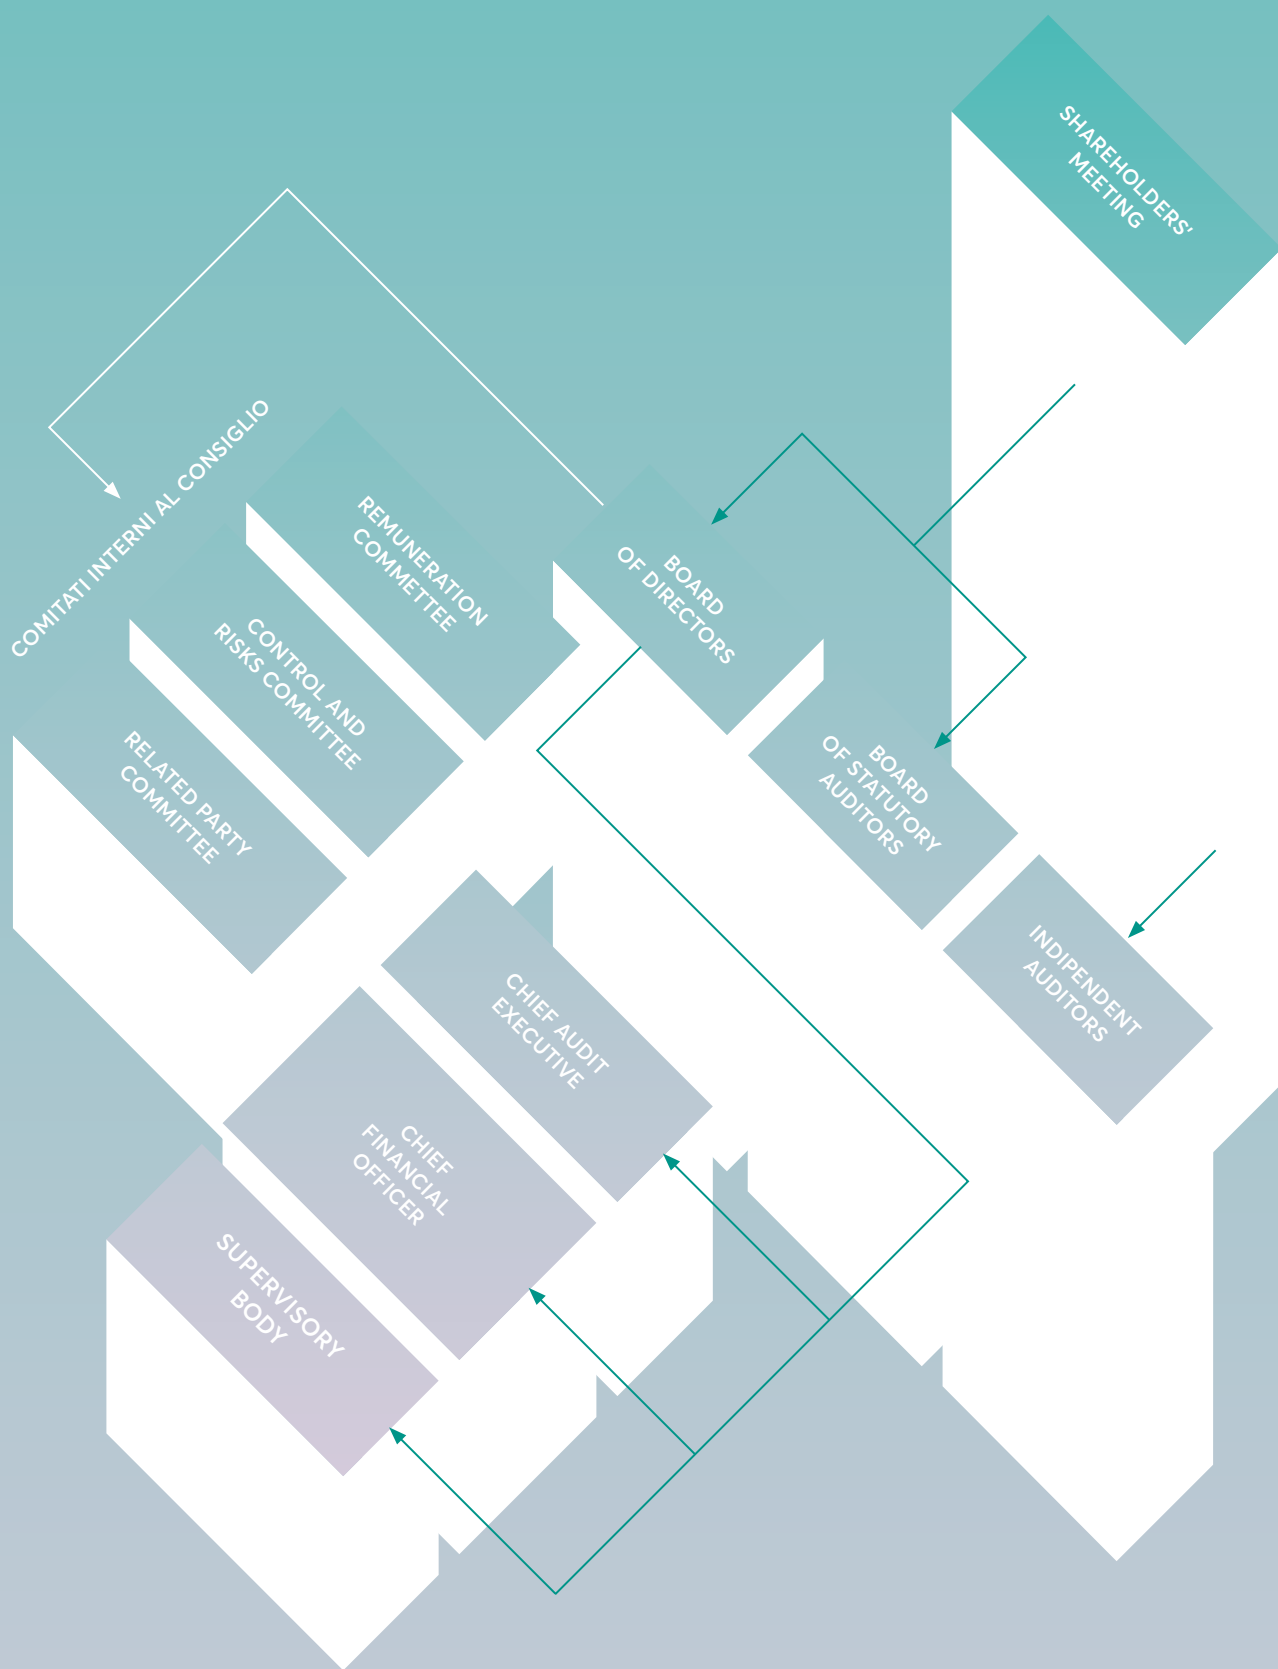 SHAREHOLDERS'
MEETING
COMITATI INTERNI AL CONSIGLIO
REMUNERATION
COMMETTEE
CONTROL AND
RISKS COMMITTEE
RELATED PARTY
COMMITTEE
BOARD
OF DIRECTORS
BOARD
OF STATUTORY
AUDITORS
INDIPENDENT
AUDITORS
CHIEF AUDIT
EXECUTIVE
CHIEF
FINANCIAL
OFFICER
SUPERVISORY
BODY